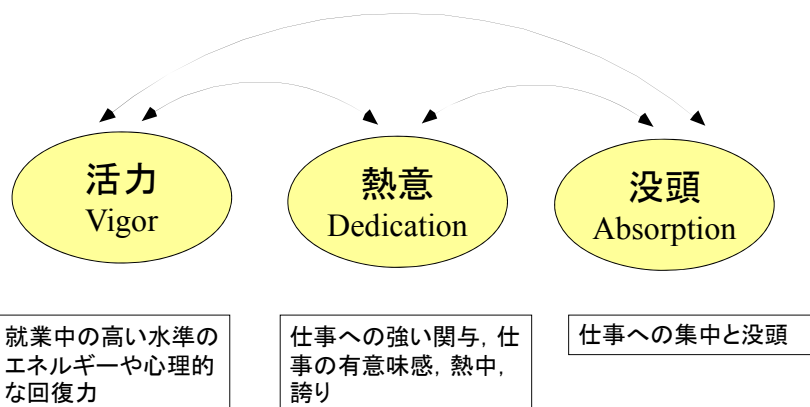 活力
Vigor
熱意
Dedication
没頭
Absorption
就業中の高い水準の
エネルギーや心理的
な回復力
仕事への強い関与, 仕
事の有意味感, 熱中,
誇り
仕事への集中と没頭